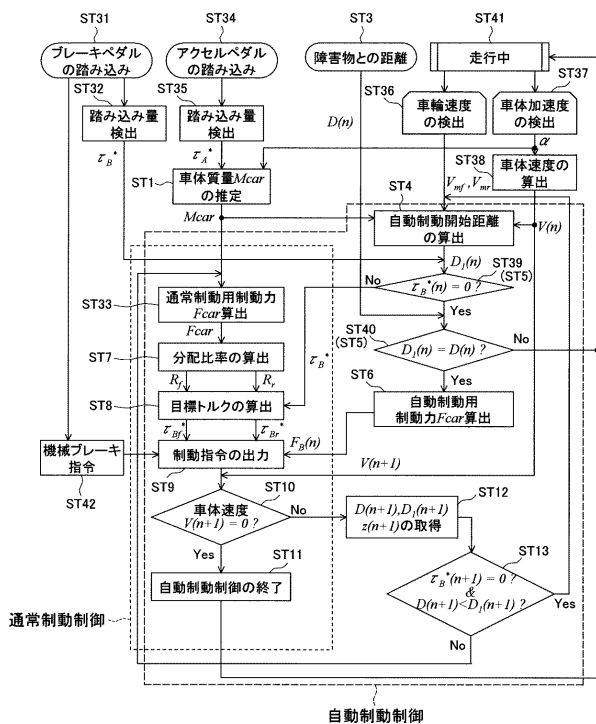 ST31
ST34
ST3
ST41
ブレーキペダル
の踏み込み
アクセルペダル
の踏み込み
障害物との距離
走行中
ST32
ST35
ST36
ST37
踏み込み量
検出
踏み込み量
検出
D(n)
車輪速度
の検出
車体加速度
の検出
τB*
τA*
α
ST38
車体速度の
算出
ST1
車体質量Mcar
の推定
ST4
Vmf, Vmr
Mcar
自動制動開始距離
の算出
V(n)
D1(n)
ST39
(ST5)
No
τB*(n) = 0 ?
Yes
ST33
通常制動用制動力
Fcar算出
ST40
(ST5)
Fcar
D1(n) = D(n) ?
No
ST7
分配比率の算出
τB*
Yes
Rf
Rr
ST6
自動制動用
制動力Fcar算出
ST8
目標トルクの算出
τBf*
τBr*
FB(n)
機械ブレーキ
指令
制動指令の出力
V(n+1)
ST42
ST9
ST10
ST12
車体速度
V(n+1) = 0 ?
No
D(n+1), D1(n+1)
z(n+1)の取得
Yes
ST11
ST13
自動制動制御の終了
τB*(n+1) = 0 ?
&
D(n+1)<D1(n+1) ?
Yes
通常制動制御
No
自動制動制御